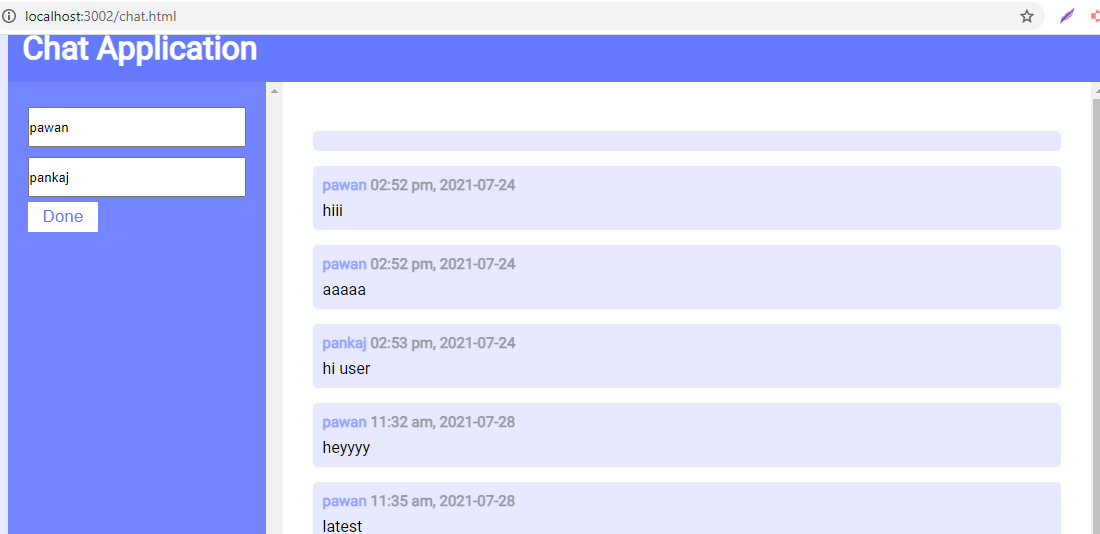 localhost:3002/chat.html
Chat Application
pawan
pankaj
Done
pawan 02:52 pm, 2021-07-24
hiii
pawan 02:52 pm, 2021-07-24
aaaaa
pankaj 02:53 pm, 2021-07-24
hi user
pawan 11:32 am, 2021-07-28
heyyyy
pawan 11:35 am, 2021-07-28
latest